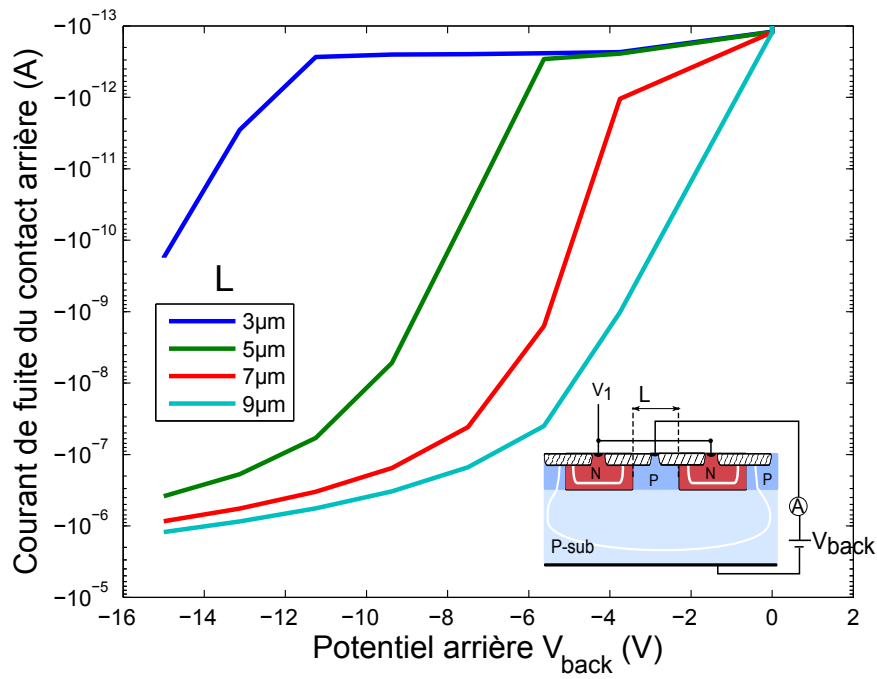 −10⁻¹³
−10⁻¹²
−10⁻¹¹
−10⁻¹⁰
−10⁻⁹
−10⁻⁸
−10⁻⁷
−10⁻⁶
−10⁻⁵
Courant de fuite du contact arrière (A)
L
3µm
5µm
7µm
9µm
V₁
L
N
P
N
P
P-sub
A
V_back
−16
−14
−12
−10
−8
−6
−4
−2
0
2
Potentiel arrière V_back (V)